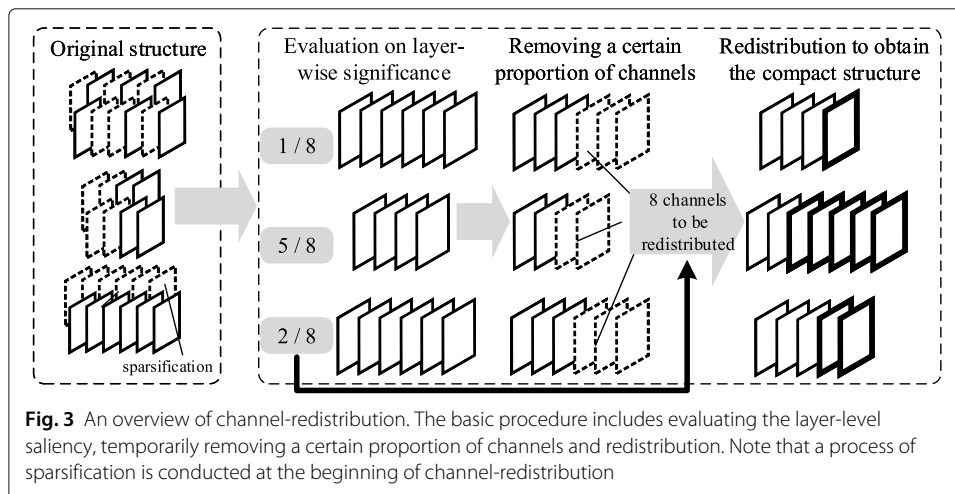 Original structure
Evaluation on layer-
wise significance
Removing a certain
proportion of channels
Redistribution to obtain
the compact structure
1 / 8
5 / 8
2 / 8
8 channels
to be
redistributed
sparsification
Fig. 3 An overview of channel-redistribution. The basic procedure includes evaluating the layer-level
saliency, temporarily removing a certain proportion of channels and redistribution. Note that a process of
sparsification is conducted at the beginning of channel-redistribution